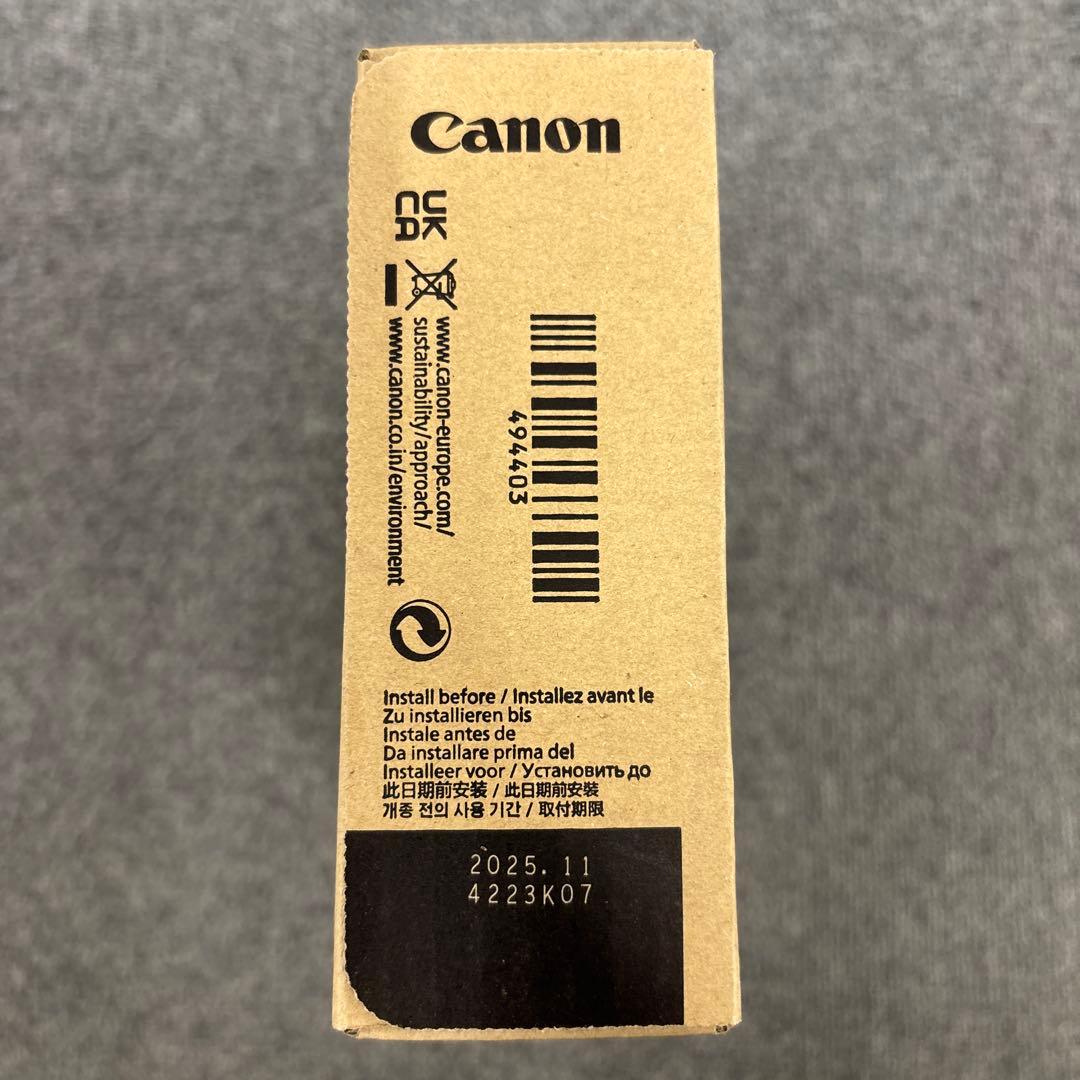 Canon
UK
CA
www.canon-europe.com/
sustainability/approach/
www.canon.co.in/environment
494403
Install before / Installez avant le
Zu installieren bis
Instale antes de
Da installare prima del
Installeer voor / Установить до
此日期前安装 / 此日期前安裝
개종 전의 사용 기간 / 取付期限
2025.11
4223K07